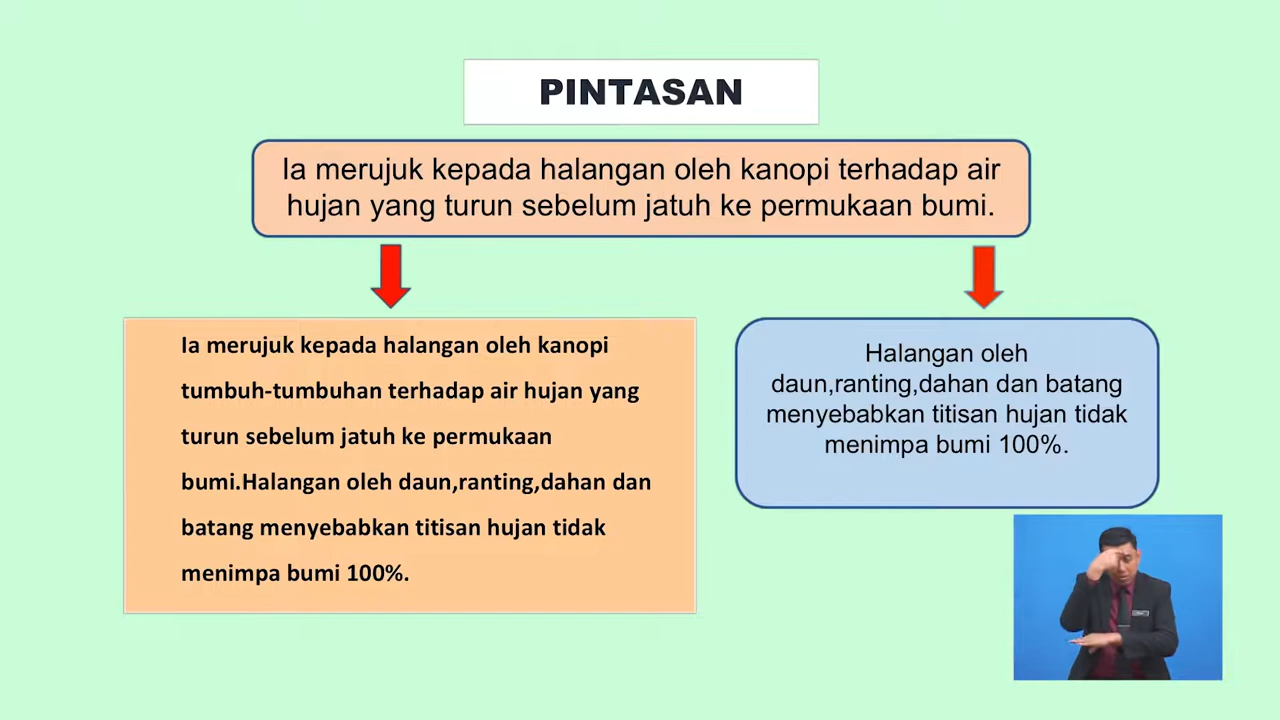 PINTASAN
Ia merujuk kepada halangan oleh kanopi terhadap air
hujan yang turun sebelum jatuh ke permukaan bumi.
Ia merujuk kepada halangan oleh kanopi
tumbuh-tumbuhan terhadap air hujan yang
turun sebelum jatuh ke permukaan
bumi.Halangan oleh daun,ranting,dahan dan
batang menyebabkan titisan hujan tidak
menimpa bumi 100%.
Halangan oleh
daun,ranting,dahan dan batang
menyebabkan titisan hujan tidak
menimpa bumi 100%.